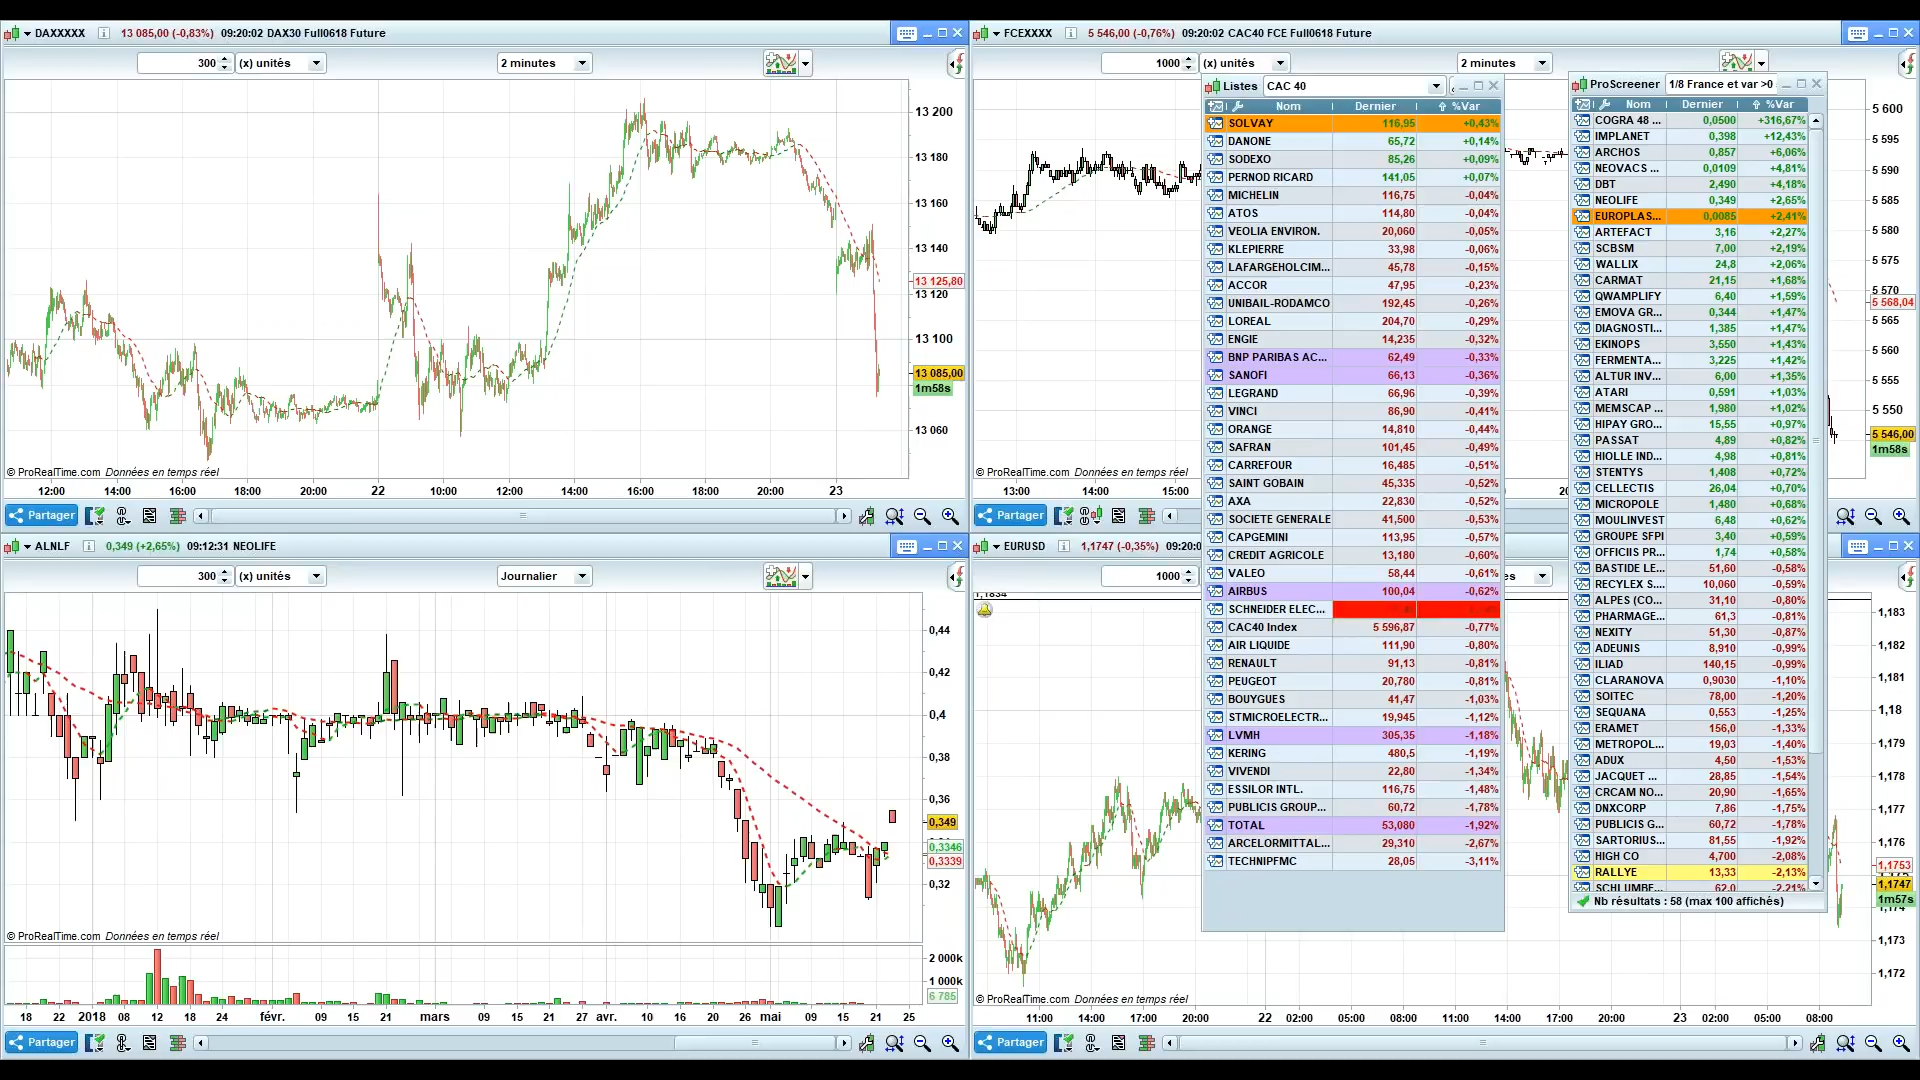 DAXXXXX 13 085,00 (-0,83%) 09:20:02 DAX30 Full0618 Future
300 (x) unités 2 minutes
13 200
13 180
13 160
13 140
13 125,80
13 120
13 100
13 085,00
1m58s
13 060
© ProRealTime.com Données en temps réel
12:00 14:00 16:00 18:00 20:00 22 10:00 12:00 14:00 16:00 18:00 20:00 23
Partager
FCEXXXX 5 546,00 (-0,76%) 09:20:02 CAC40 FCE Full0618 Future
1000 (x) unités 2 minutes
5 600
5 595
5 590
5 585
5 580
5 575
5 570
5 568,04
5 565
5 560
5 555
5 550
5 546,00
1m58s
© ProRealTime.com Données en temps réel
13:00 14:00 15:00
Partager
Listes CAC 40
Nom Dernier %Var
SOLVAY 116,95 +0,43%
DANONE 65,72 +0,14%
SODEXO 85,26 +0,09%
PERNOD RICARD 141,05 +0,07%
MICHELIN 116,75 -0,04%
ATOS 114,80 -0,04%
VEOLIA ENVIRON. 20,060 -0,05%
KLEPIERRE 33,98 -0,06%
LAFARGEHOLCIM... 45,78 -0,15%
ACCOR 47,95 -0,23%
UNIBAIL-RODAMCO 192,45 -0,26%
LOREAL 204,70 -0,29%
ENGIE 14,235 -0,32%
BNP PARIBAS AC... 62,49 -0,33%
SANOFI 66,13 -0,36%
LEGRAND 66,96 -0,39%
VINCI 86,90 -0,41%
ORANGE 14,810 -0,44%
SAFRAN 101,45 -0,49%
CARREFOUR 16,485 -0,51%
SAINT GOBAIN 45,335 -0,52%
AXA 22,830 -0,52%
SOCIETE GENERALE 41,500 -0,53%
CAPGEMINI 113,95 -0,57%
CREDIT AGRICOLE 13,180 -0,60%
VALEO 58,44 -0,61%
AIRBUS 100,04 -0,62%
SCHNEIDER ELEC...
CAC40 Index 5 596,87 -0,77%
AIR LIQUIDE 111,90 -0,80%
RENAULT 91,13 -0,81%
PEUGEOT 20,780 -0,81%
BOUYGUES 41,47 -1,03%
STMICROELECTR... 19,945 -1,12%
LVMH 305,35 -1,18%
KERING 480,5 -1,19%
VIVENDI 22,80 -1,34%
ESSILOR INTL. 116,75 -1,48%
PUBLICIS GROUP... 60,72 -1,78%
TOTAL 53,080 -1,92%
ARCELORMITTAL... 29,310 -2,67%
TECHNIPFMC 28,05 -3,11%
ProScreener 1/8 France et var >0
Nom Dernier %Var
COGRA 48 ... 0,0500 +316,67%
IMPLANET 0,398 +12,43%
ARCHOS 0,857 +6,06%
NEOVACS ... 0,0109 +4,81%
DBT 2,490 +4,18%
NEOLIFE 0,349 +2,65%
EUROPLAS... 0,0085 +2,41%
ARTEFACT 3,16 +2,27%
SCBSM 7,00 +2,19%
WALLIX 24,8 +2,06%
CARMAT 21,15 +1,68%
QWAMPLIFY 6,40 +1,59%
EMOVA GR... 0,344 +1,47%
DIAGNOSTI... 1,385 +1,47%
EKINOPS 3,550 +1,43%
FERMENTA... 3,225 +1,42%
ALTUR INV... 6,00 +1,35%
ATARI 0,591 +1,03%
MEMSCAP ... 1,980 +1,02%
HIPAY GRO... 15,55 +0,97%
PASSAT 4,89 +0,82%
HIOLLE IND... 4,98 +0,81%
STENTYS 1,408 +0,72%
CELLECTIS 26,04 +0,70%
MICROPOLE 1,480 +0,68%
MOULINVEST 6,48 +0,62%
GROUPE SFPI 3,40 +0,59%
OFFICIIS PR... 1,74 +0,58%
BASTIDE LE... 51,60 -0,58%
RECYLEX S.... 10,060 -0,59%
ALPES (CO... 31,10 -0,80%
PHARMAGE... 61,3 -0,81%
NEXITY 51,30 -0,87%
ADEUNIS 8,910 -0,99%
ILIAD 140,15 -0,99%
CLARANOVA 0,9030 -1,10%
SOITEC 78,00 -1,20%
SEQUANA 0,553 -1,25%
ERAMET 156,0 -1,33%
METROPOL... 19,03 -1,40%
ADUX 4,50 -1,53%
JACQUET ... 28,85 -1,54%
CRCAM NO... 20,90 -1,65%
DNXCORP 7,86 -1,75%
PUBLICIS G... 60,72 -1,78%
SARTORIUS... 81,55 -1,92%
HIGH CO 4,700 -2,08%
RALLYE 13,33 -2,13%
SCHLUMBE... 62,0 -2,21%
Nb résultats : 58 (max 100 affichés)
ALNLF 0,349 (+2,65%) 09:12:31 NEOLIFE
300 (x) unités Journalier
0,44
0,42
0,4
0,38
0,36
0,349
0,3346
0,3339
0,32
© ProRealTime.com Données en temps réel
2 000k
1 000k
6 785
18 22 2018 08 12 18 24 févr. 09 15 21 mars 09 15 21 27 avr. 10 16 20 26 mai 09 15 21 25
Partager
EURUSD 1,1747 (-0,35%) 09:20:0
1000
1,1834
1,183
1,182
1,181
1,18
1,179
1,178
1,177
1,176
1,1753
1,1747
1m57s
1,173
1,172
© ProRealTime.com Données en temps réel
11:00 14:00 17:00 20:00 22 02:00 05:00 08:00 11:00 14:00 17:00 20:00 23 02:00 05:00 08:00
Partager